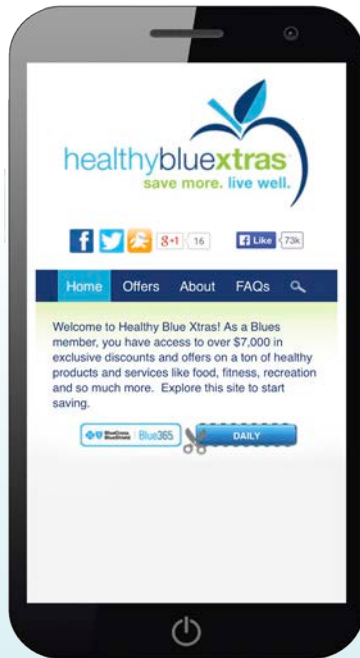 healthybluextras
save more. live well.
f g+1 16 f Like 73k
Home Offers About FAQs
Welcome to Healthy Blue Xtras! As a Blues
member, you have access to over $7,000 in
exclusive discounts and offers on a ton of healthy
products and services like food, fitness, recreation
and so much more. Explore this site to start
saving.
BlueCross BlueShield Blue365 DAILY